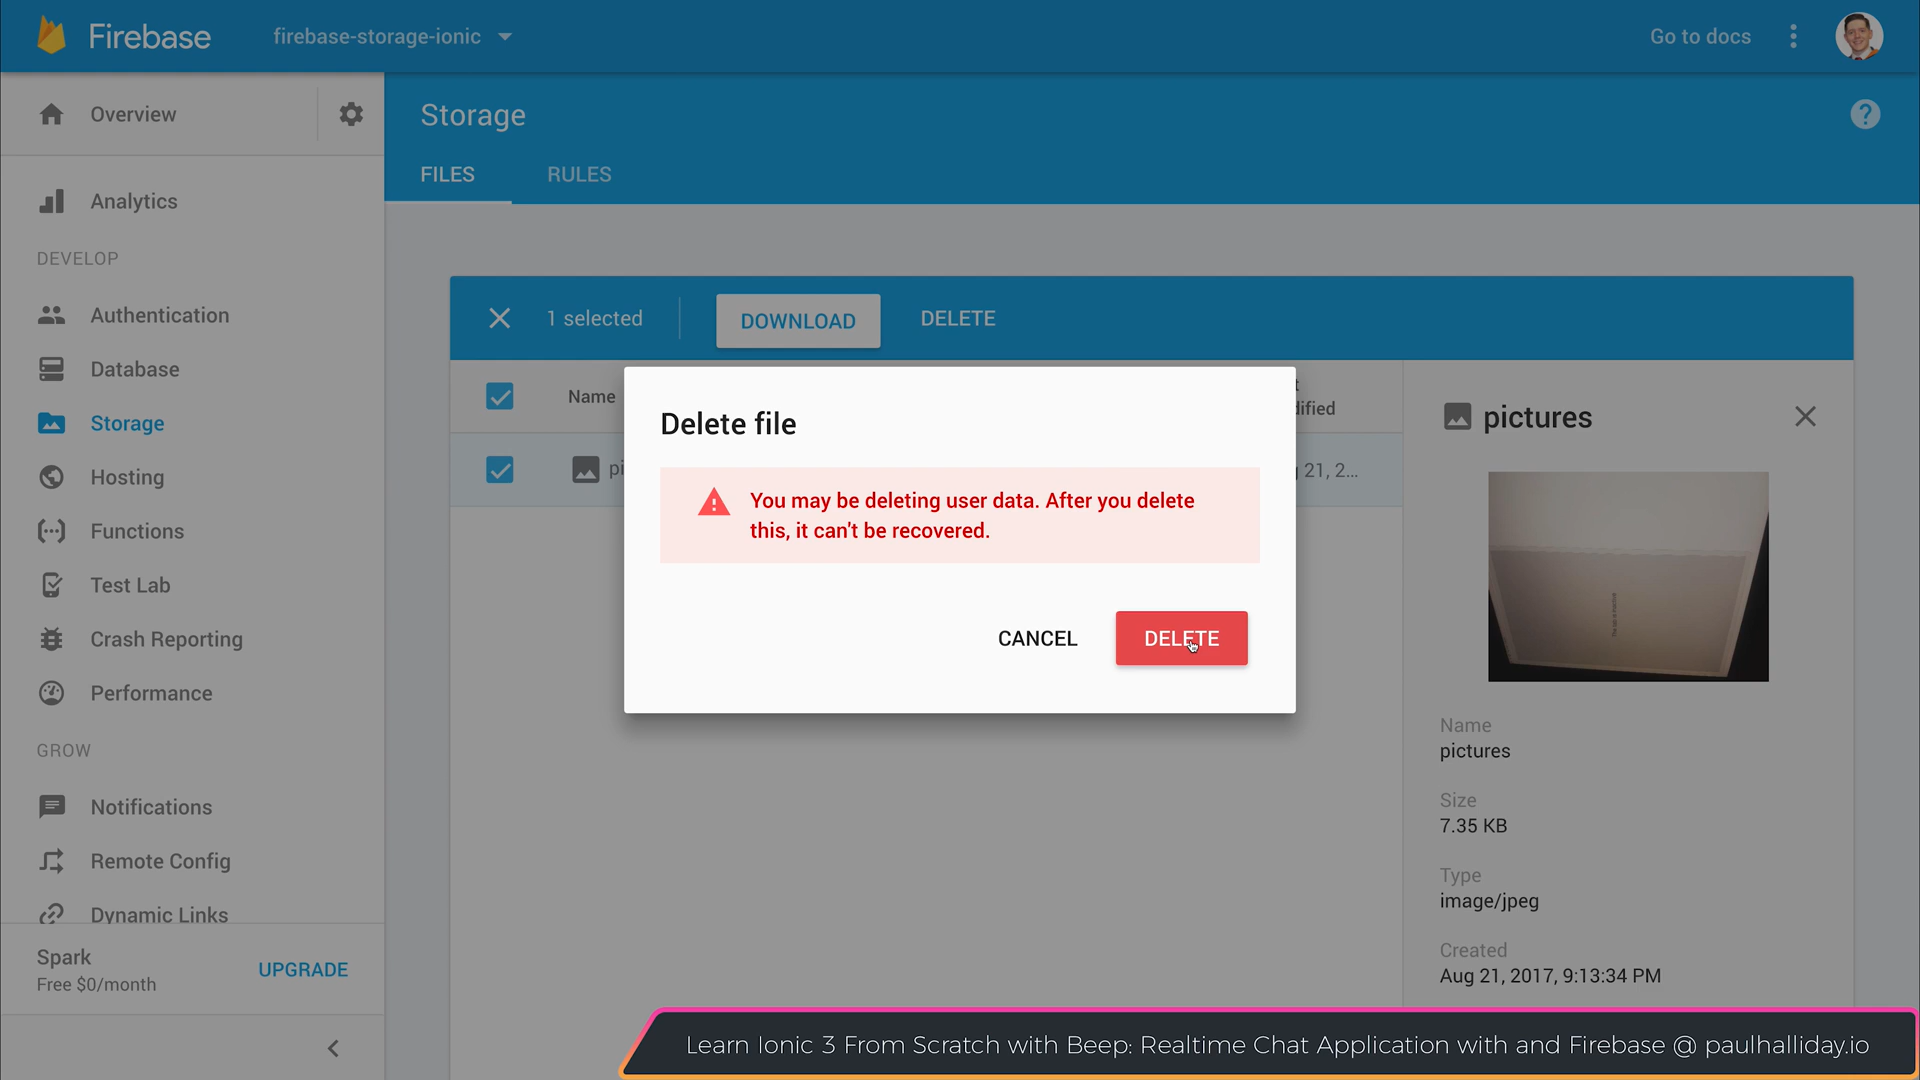 Firebase
firebase-storage-ionic
Go to docs
Overview
Storage
FILES
RULES
Analytics
DEVELOP
Authentication
Database
Storage
Hosting
Functions
Test Lab
Crash Reporting
Performance
GROW
Notifications
Remote Config
Dynamic Links
Spark
Free $0/month
UPGRADE
1 selected
DOWNLOAD
DELETE
Name
21, 2...
Delete file
You may be deleting user data. After you delete
this, it can't be recovered.
CANCEL
DELETE
pictures
Name
pictures
Size
7.35 KB
Type
image/jpeg
Created
Aug 21, 2017, 9:13:34 PM
Learn Ionic 3 From Scratch with Beep: Realtime Chat Application with and Firebase @ paulhalliday.io